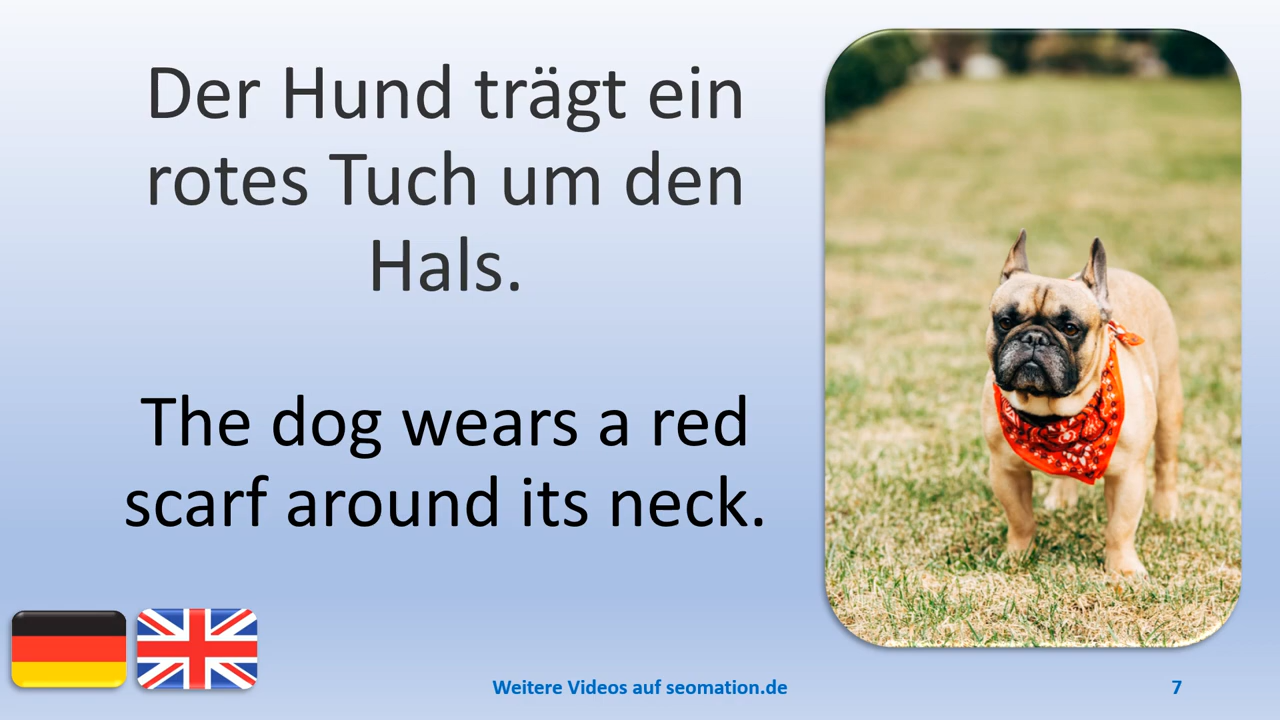 Der Hund trägt ein
rotes Tuch um den
Hals.
The dog wears a red
scarf around its neck.
Weitere Videos auf seomation.de
7